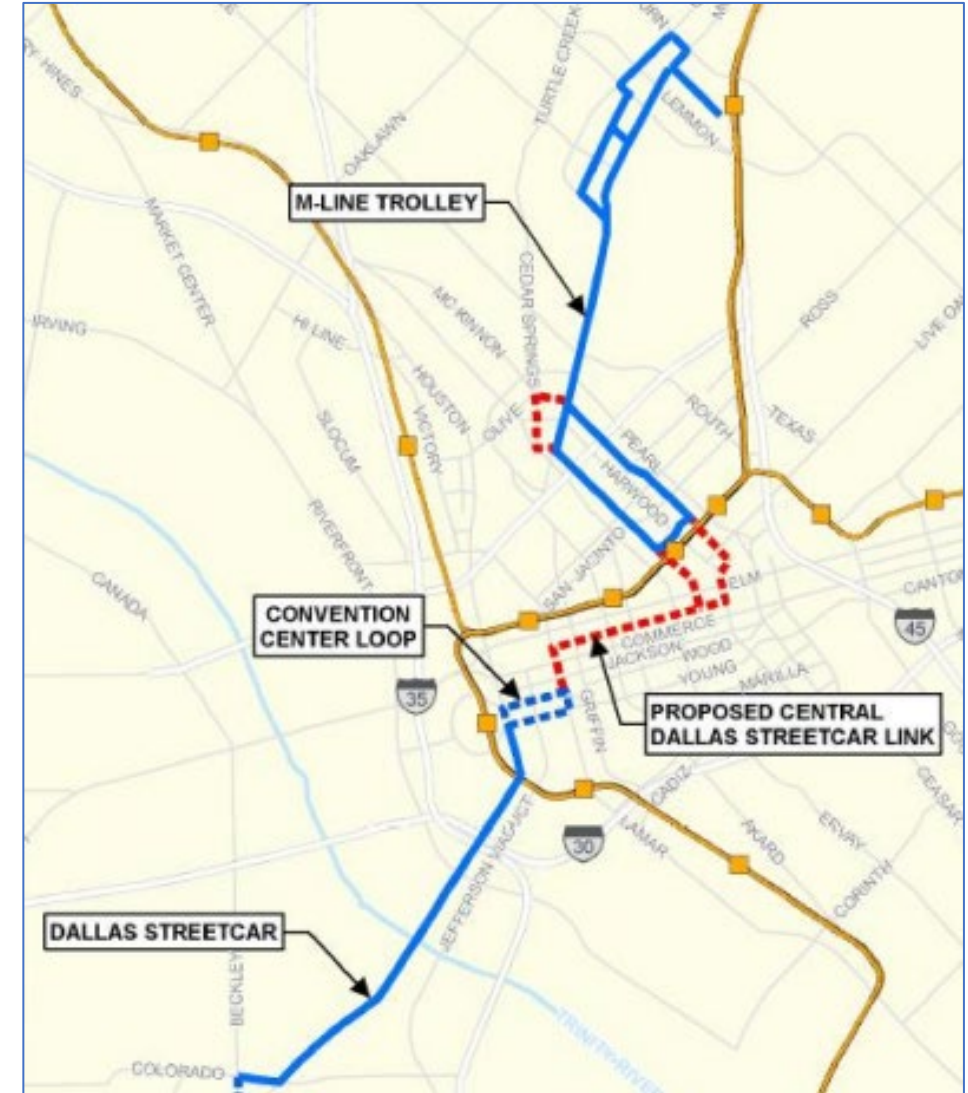 TURTLE CREEK
OAKLAWN
LEMMON
M-LINE TROLLEY
MARKET CENTER
CEDAR SPRINGS
MC KINNON
IRVING
HI LINE
ROSS
LIVE OAK
HOUSTON
VICTORY
OLIVE
ROUTH
TEXAS
SLOCUM
PEARL
HARWOOD
RIVERFRONT
SAN JACINTO
ELM
CANADA
CANTON
CONVENTION
CENTER LOOP
COMMERCE
JACKSON
WOOD
YOUNG
MARILLA
45
35
GRIFFIN
PROPOSED CENTRAL
DALLAS STREETCAR LINK
CEASAR
CADIZ
30
LAMAR
AKARD
ERVAY
CORINTH
JEFFERSON VIADUCT
DALLAS STREETCAR
BECKLEY
TRINITY RIVER
COLORADO